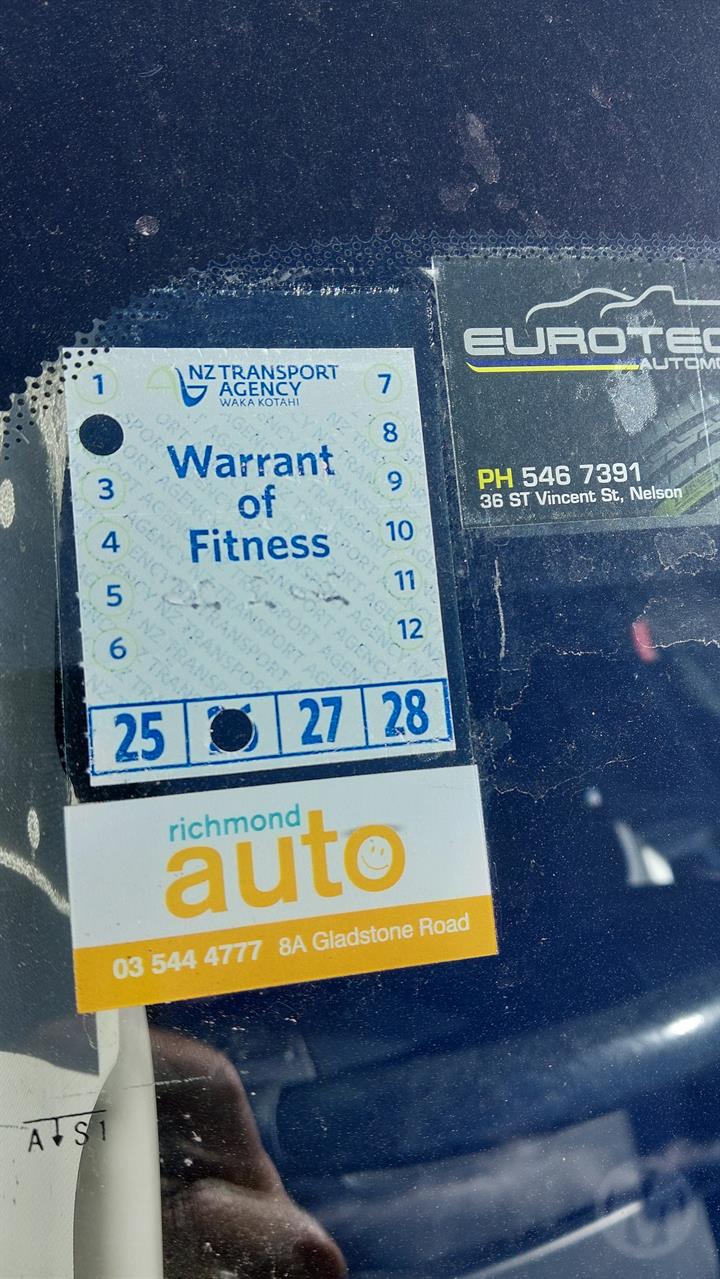 NZ TRANSPORT
AGENCY
WAKA KOTAHI
Warrant
of
Fitness
1
3
4
5
6
7
8
9
10
11
12
25
27
28
EUROTEC
AUTOMO
PH 546 7391
36 ST Vincent St, Nelson
richmond
auto
03 544 4777 8A Gladstone Road
A S1